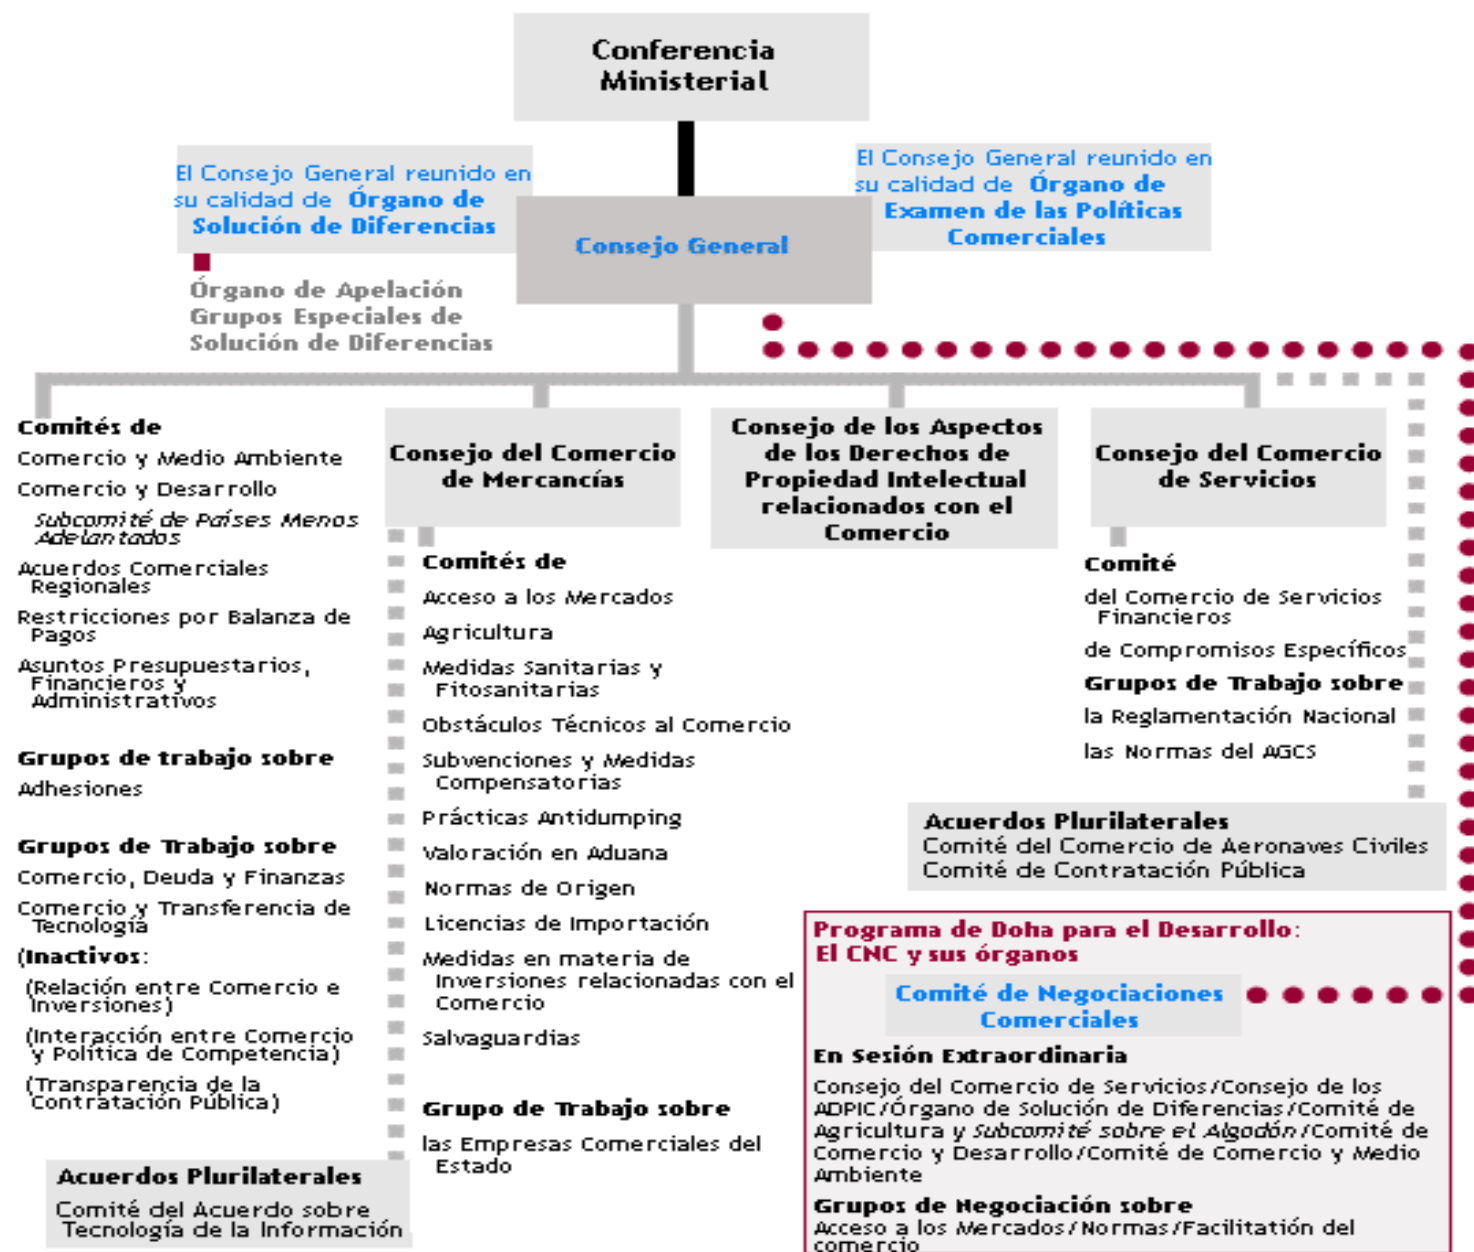 Conferencia
Ministerial
El Consejo General reunido en
su calidad de Órgano de
Solución de Diferencias
El Consejo General reunido en
su calidad de Órgano de
Examen de las Políticas
Comerciales
Consejo General
Órgano de Apelación
Grupos Especiales de
Solución de Diferencias
Comités de
Comercio y Medio Ambiente
Comercio y Desarrollo
Subcomité de Países Menos
Adelantados
Acuerdos Comerciales
Regionales
Restricciones por Balanza de
Pagos
Asuntos Presupuestarios,
Financieros y
Administrativos
Grupos de trabajo sobre
Adhesiones
Grupos de Trabajo sobre
Comercio, Deuda y Finanzas
Comercio y Transferencia de
Tecnología
(Inactivos:
(Relación entre Comercio e
Inversiones)
(Interacción entre Comercio
y Política de Competencia)
(Transparencia de la
Contratación Pública)
Acuerdos Plurilaterales
Comité del Acuerdo sobre
Tecnología de la Información
Consejo del Comercio
de Mercancías
Comités de
Acceso a los Mercados
Agricultura
Medidas Sanitarias y
Fitosanitarias
Obstáculos Técnicos al Comercio
Subvenciones y Medidas
Compensatorias
Prácticas Antidumping
Valoración en Aduana
Normas de Origen
Licencias de Importación
Medidas en materia de
Inversiones relacionadas con el
Comercio
Salvaguardias
Grupo de Trabajo sobre
las Empresas Comerciales del
Estado
Consejo de los Aspectos
de los Derechos de
Propiedad Intelectual
relacionados con el
Comercio
Consejo del Comercio
de Servicios
Comité
del Comercio de Servicios
Financieros
de Compromisos Específicos
Grupos de Trabajo sobre
la Reglamentación Nacional
las Normas del AGCS
Acuerdos Plurilaterales
Comité del Comercio de Aeronaves Civiles
Comité de Contratación Pública
Programa de Doha para el Desarrollo:
El CNC y sus órganos
Comité de Negociaciones
Comerciales
En Sesión Extraordinaria
Consejo del Comercio de Servicios/Consejo de los
ADPIC/Órgano de Solución de Diferencias/Comité de
Agricultura y Subcomité sobre el Algodón/Comité de
Comercio y Desarrollo/Comité de Comercio y Medio
Ambiente
Grupos de Negociación sobre
Acceso a los Mercados/Normas/Facilitatión del
comercio